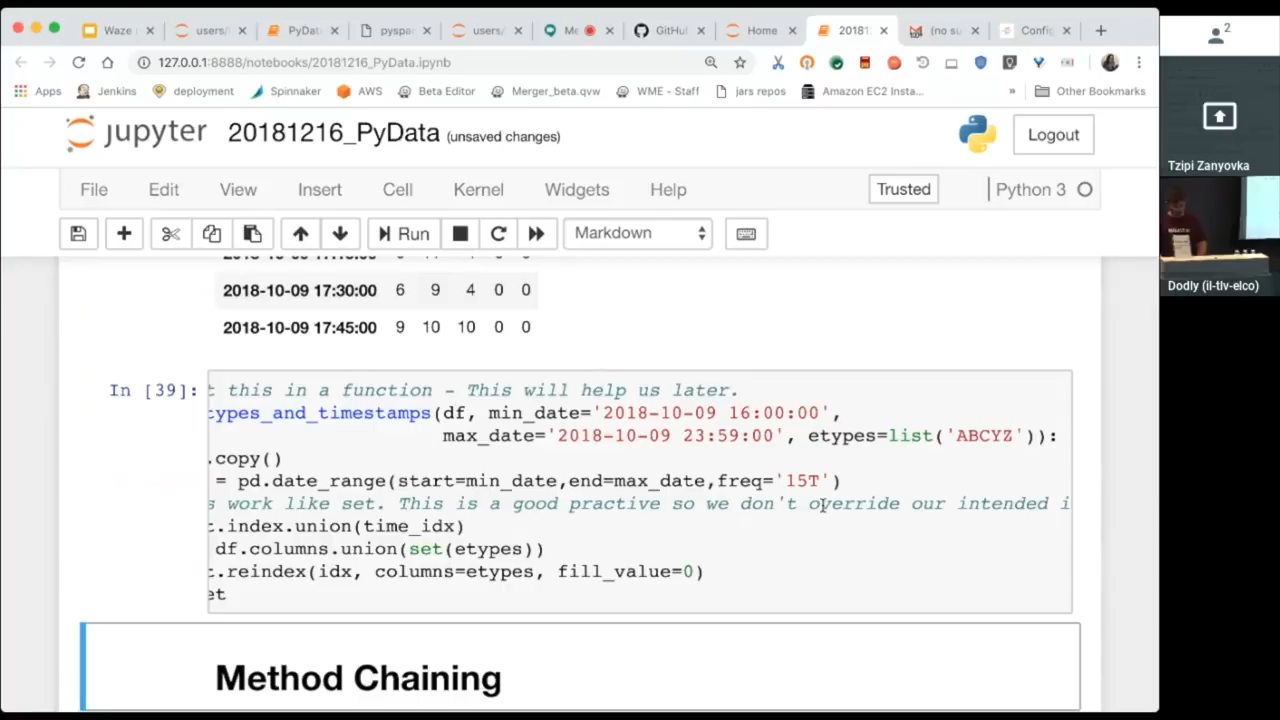 Waze
users/
PyData
pyspa
users/
Me
GitHu
Home
20181
(no su
Config
127.0.0.1:8888/notebooks/20181216_PyData.ipynb
Apps Jenkins deployment Spinnaker AWS Beta Editor Merger_beta.qvw WME - Staff jars repos Amazon EC2 Insta... » Other Bookmarks
2
jupyter 20181216_PyData (unsaved changes) Logout
Tzipi Zanyovka
File Edit View Insert Cell Kernel Widgets Help Trusted Python 3
Run Markdown
2018-10-09 17:30:00 6 9 4 0 0
Dodly (il-tlv-elco)
2018-10-09 17:45:00 9 10 10 0 0
In [39]: t this in a function - This will help us later.
types_and_timestamps(df, min_date='2018-10-09 16:00:00',
max_date='2018-10-09 23:59:00', etypes=list('ABCYZ')):
.copy()
= pd.date_range(start=min_date,end=max_date,freq='15T')
s work like set. This is a good practive so we don't override our intended i
t.index.union(time_idx)
df.columns.union(set(etypes))
t.reindex(idx, columns=etypes, fill_value=0)
et
Method Chaining